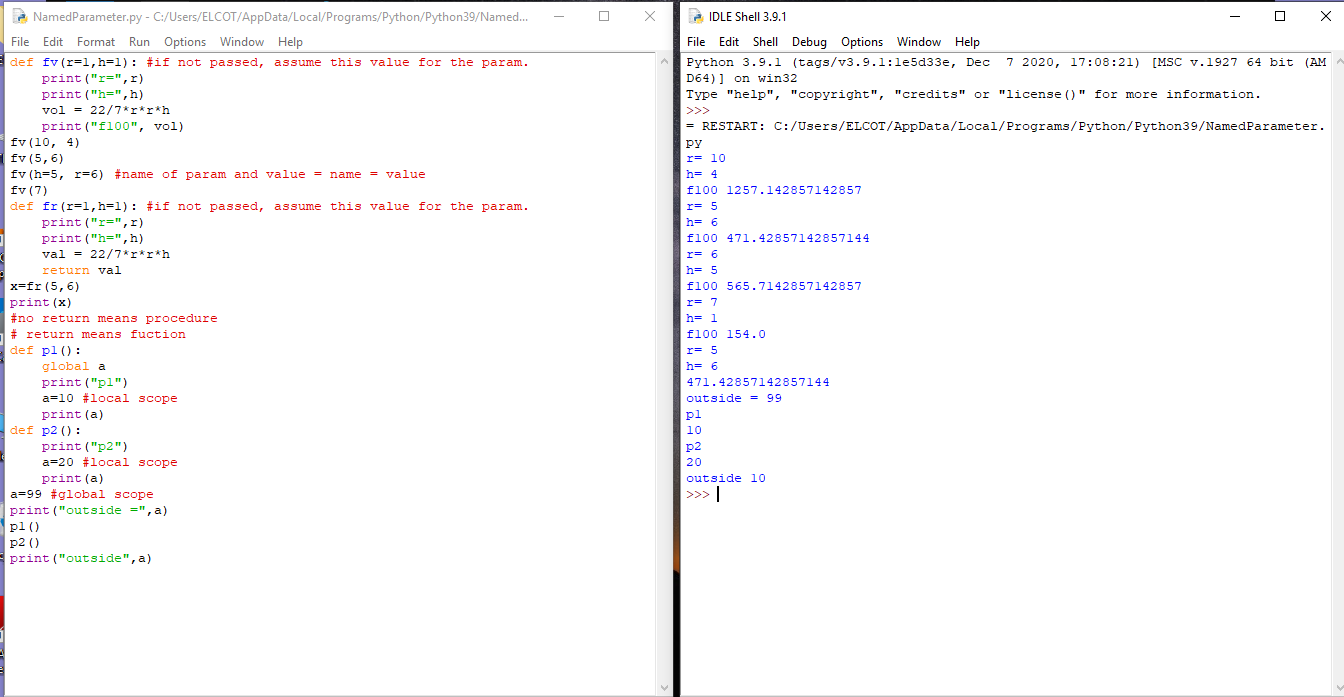 NamedParameter.py - C:/Users/ELCOT/AppData/Local/Programs/Python/Python39/Named...
File Edit Format Run Options Window Help
def fv(r=1,h=1): #if not passed, assume this value for the param.
    print("r=",r)
    print("h=",h)
    vol = 22/7*r*r*h
    print("f100", vol)
fv(10, 4)
fv(5,6)
fv(h=5, r=6) #name of param and value = name = value
fv(7)
def fr(r=1,h=1): #if not passed, assume this value for the param.
    print("r=",r)
    print("h=",h)
    val = 22/7*r*r*h
    return val
x=fr(5,6)
print(x)
#no return means procedure
# return means fuction
def p1():
    global a
    print("p1")
    a=10 #local scope
    print(a)
def p2():
    print("p2")
    a=20 #local scope
    print(a)
a=99 #global scope
print("outside =",a)
p1()
p2()
print("outside",a)
IDLE Shell 3.9.1
File Edit Shell Debug Options Window Help
Python 3.9.1 (tags/v3.9.1:1e5d33e, Dec  7 2020, 17:08:21) [MSC v.1927 64 bit (AM
D64)] on win32
Type "help", "copyright", "credits" or "license()" for more information.
>>>
= RESTART: C:/Users/ELCOT/AppData/Local/Programs/Python/Python39/NamedParameter.
py
r= 10
h= 4
f100 1257.142857142857
r= 5
h= 6
f100 471.42857142857144
r= 6
h= 5
f100 565.7142857142857
r= 7
h= 1
f100 154.0
r= 5
h= 6
471.42857142857144
outside = 99
p1
10
p2
20
outside 10
>>>